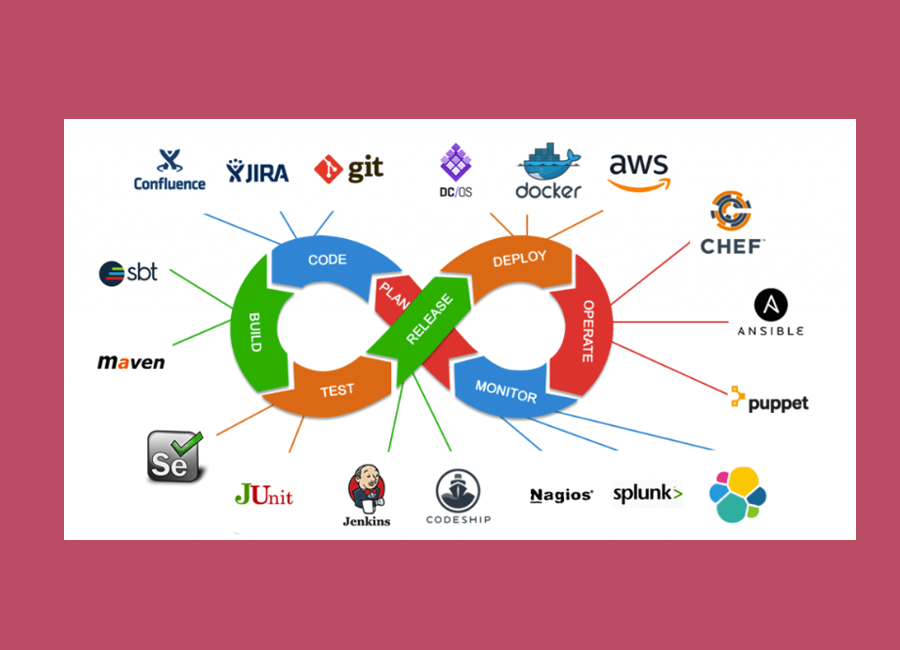 Confluence
JIRA
git
DC/OS
docker
aws
CHEF
sbt
CODE
DEPLOY
PLAN
RELEASE
BUILD
OPERATE
ANSIBLE
maven
TEST
MONITOR
puppet
Se
JUnit
Jenkins
CODESHIP
Nagios®
splunk>